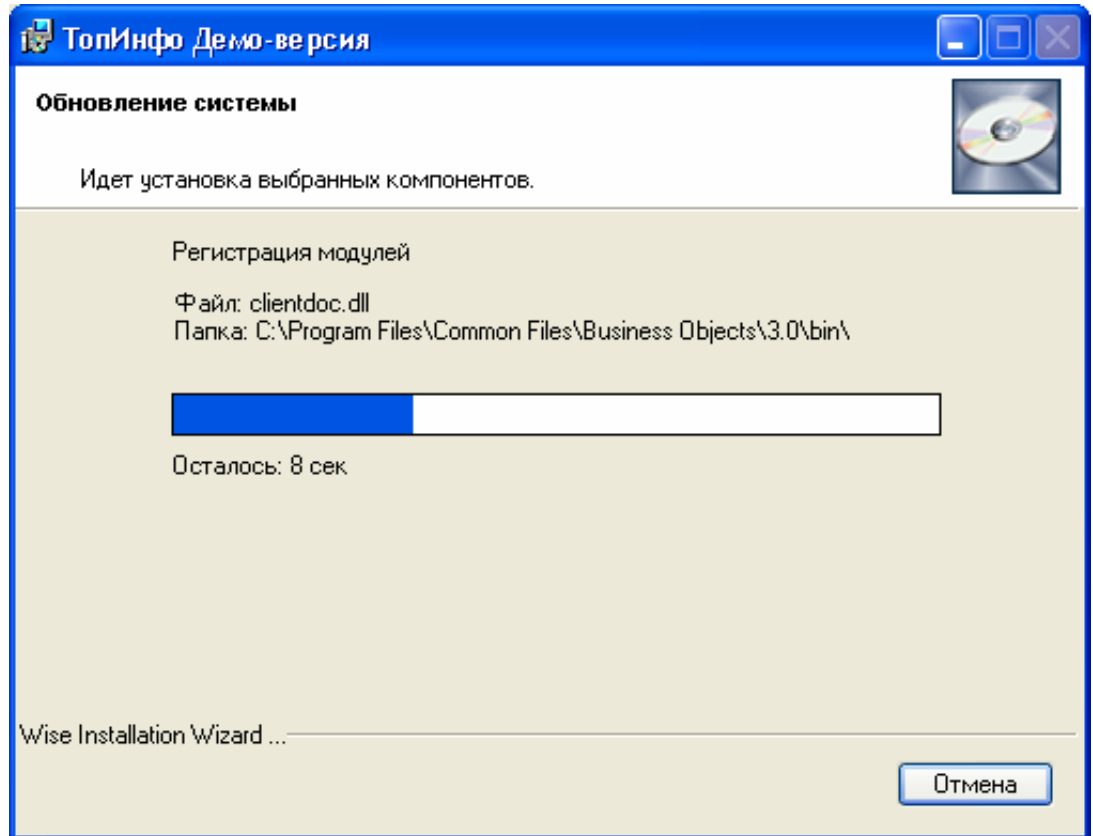 ТопИнфо Демо-версия
Обновление системы
Идет установка выбранных компонентов.
Регистрация модулей
Файл: clientdoc.dll
Папка: C:\Program Files\Common Files\Business Objects\3.0\bin\
Осталось: 8 сек
Wise Installation Wizard ...
Отмена